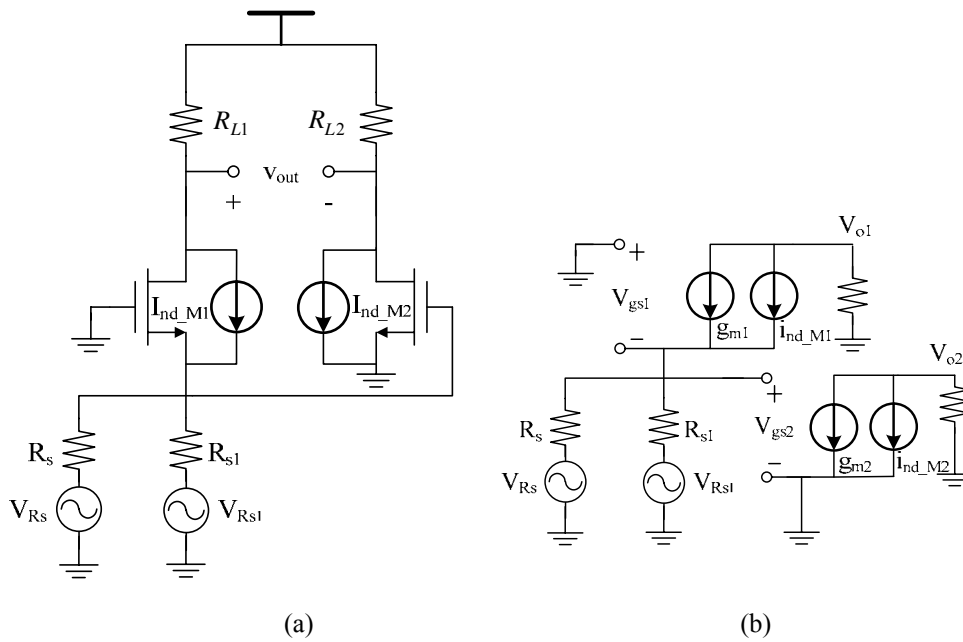 R_L1 R_L2
v_out
+ -
I_nd_M1 I_nd_M2
R_s R_s1
V_Rs V_Rs1
(a)
V_o1
+
V_gs1
g_m1 i_nd_M1
−
V_o2
+
R_s R_s1 V_gs2
g_m2 i_nd_M2
−
V_Rs V_Rs1
(b)